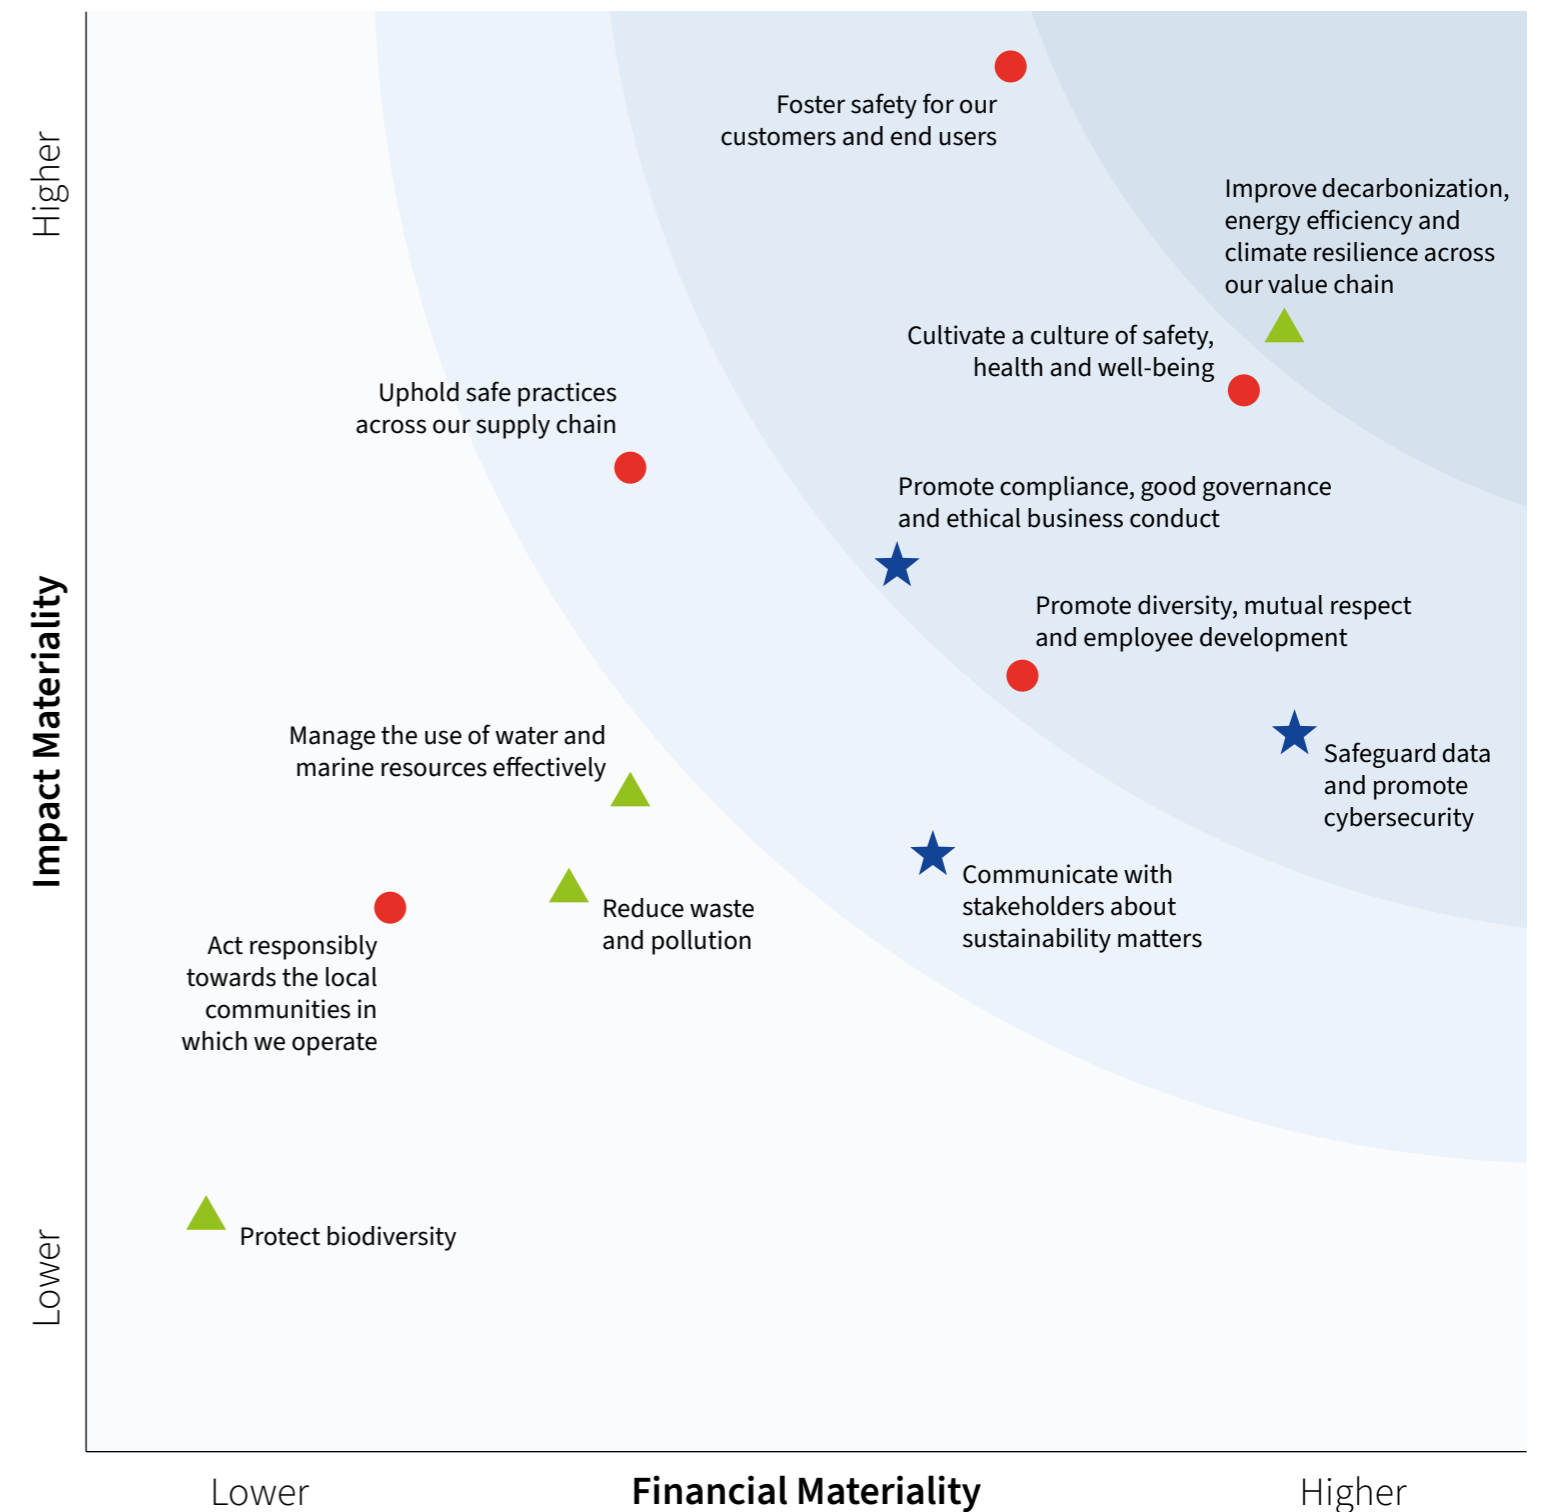 Higher
Impact Materiality
Lower
Foster safety for our
customers and end users
Improve decarbonization,
energy efficiency and
climate resilience across
our value chain
Cultivate a culture of safety,
health and well-being
Uphold safe practices
across our supply chain
Promote compliance, good governance
and ethical business conduct
Promote diversity, mutual respect
and employee development
Manage the use of water and
marine resources effectively
Safeguard data
and promote
cybersecurity
Communicate with
stakeholders about
sustainability matters
Reduce waste
and pollution
Act responsibly
towards the local
communities in
which we operate
Protect biodiversity
Lower
Financial Materiality
Higher